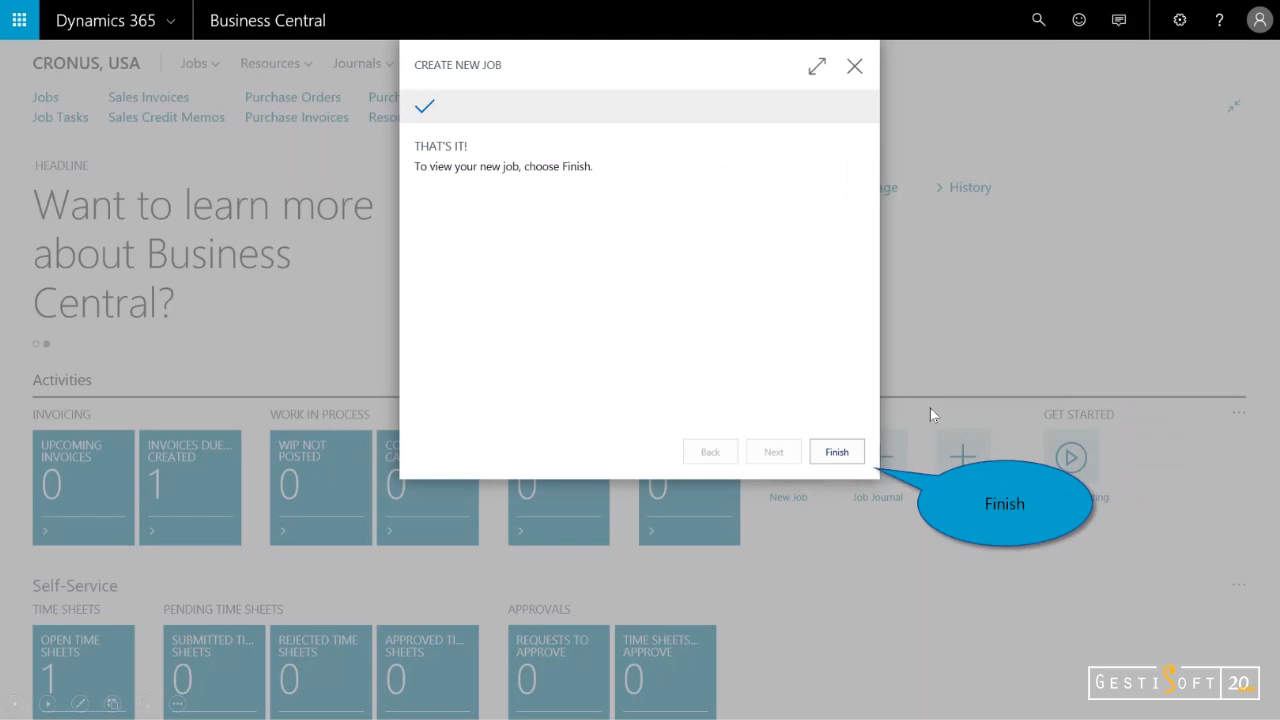 Dynamics 365
Business Central
?
CRONUS, USA
Jobs
Resources
Journals
Jobs
Sales Invoices
Purchase Orders
Job Tasks
Sales Credit Memos
Purchase Invoices
HEADLINE
Want to learn more
about Business
Central?
CREATE NEW JOB
THAT'S IT!
To view your new job, choose Finish.
Back
Next
Finish
History
Finish
Activities
INVOICING
WORK IN PROCESS
GET STARTED
UPCOMING
INVOICES
0
INVOICES DUE...
CREATED
1
WIP NOT
POSTED
0
0
0
0
New Job
Job Journal
Self-Service
TIME SHEETS
PENDING TIME SHEETS
APPROVALS
OPEN TIME
SHEETS
1
SUBMITTED TI...
SHEETS
0
REJECTED TIME
SHEETS
0
APPROVED TI...
SHEETS
0
REQUESTS TO
APPROVE
0
TIME SHEETS...
APPROVE
0
GESTISOFT 20